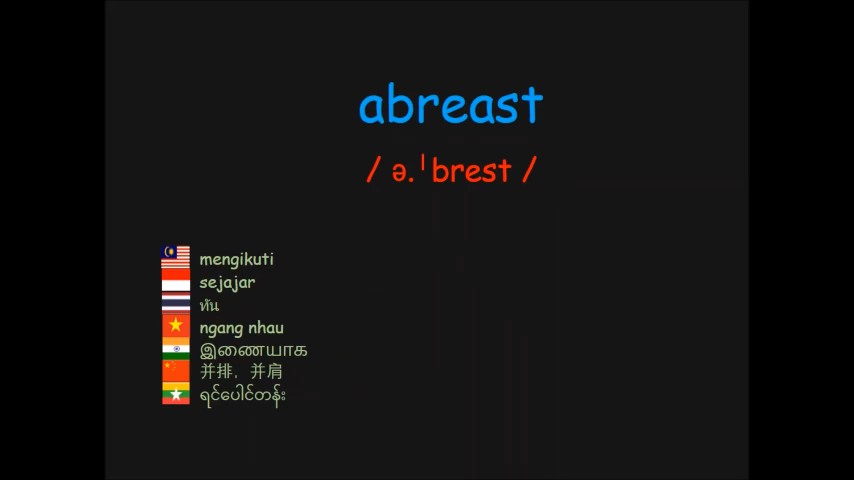 abreast
/ ə.ˈbrest /
mengikuti
sejajar
ทัน
ngang nhau
இணையாக
并排，并肩
ရင်ပေါင်တန်း